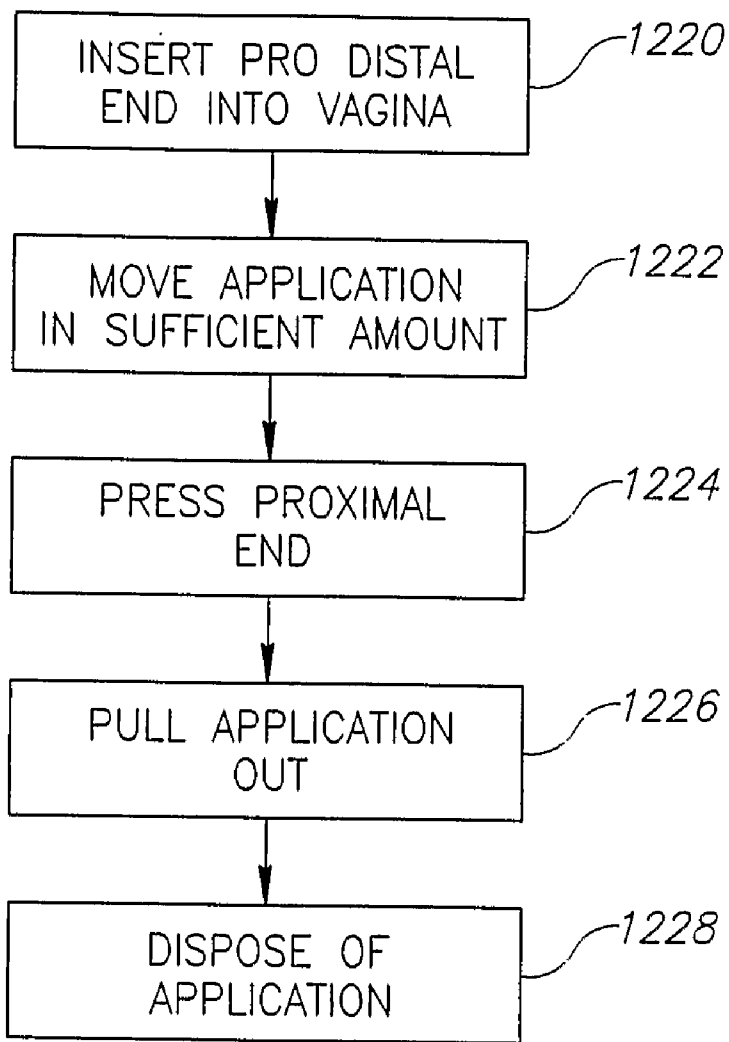 INSERT PRO DISTAL
END INTO VAGINA
1220
MOVE APPLICATION
IN SUFFICIENT AMOUNT
1222
PRESS PROXIMAL
END
1224
PULL APPLICATION
OUT
1226
DISPOSE OF
APPLICATION
1228